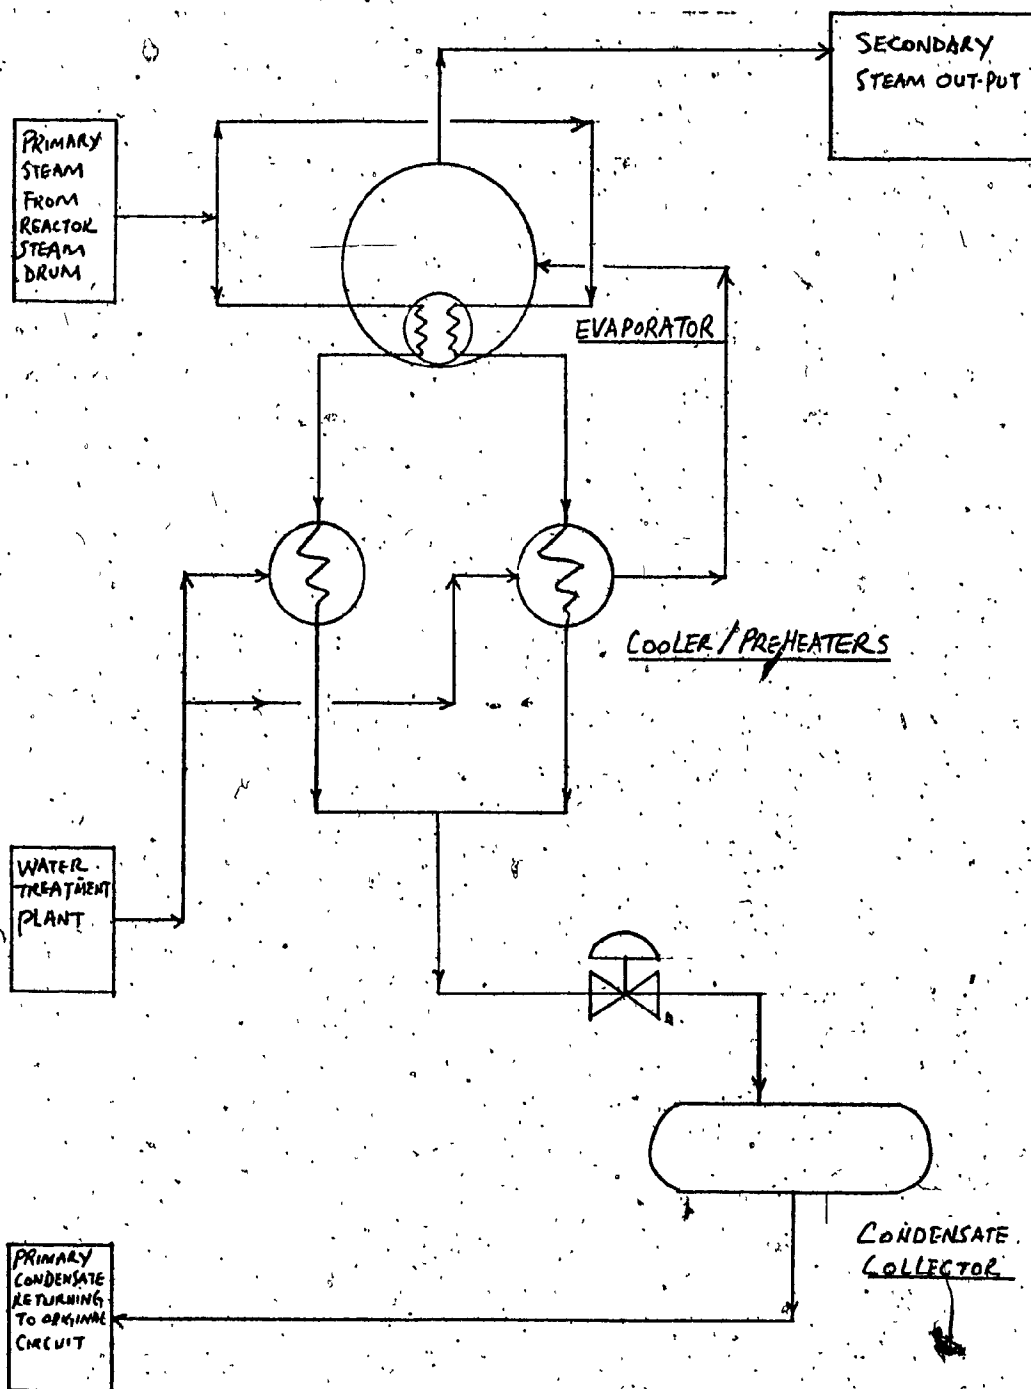 SECONDARY
STEAM OUT-PUT
PRIMARY
STEAM
FROM
REACTOR
STEAM
DRUM
EVAPORATOR
COOLER / PREHEATERS
WATER
TREATMENT
PLANT
CONDENSATE
COLLECTOR
PRIMARY
CONDENSATE
RETURNING
TO ORIGINAL
CIRCUIT